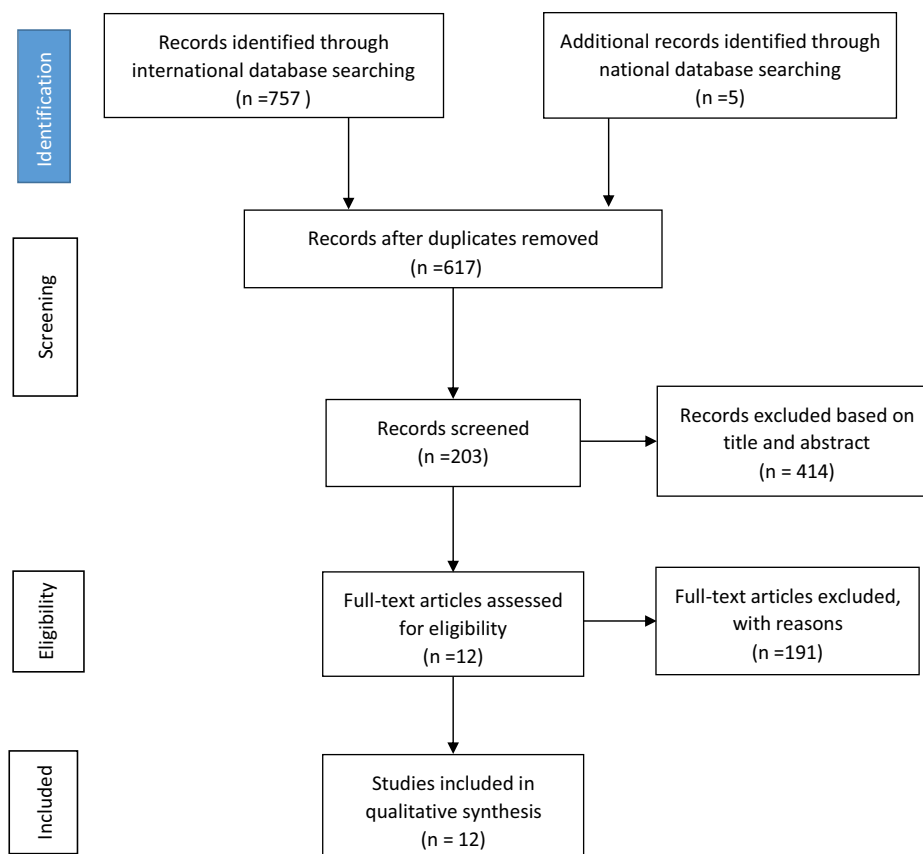 Identification
Records identified through
international database searching
(n =757 )
Additional records identified through
national database searching
(n =5)
Screening
Records after duplicates removed
(n =617)
Records screened
(n =203)
Records excluded based on
title and abstract
(n = 414)
Eligibility
Full-text articles assessed
for eligibility
(n =12)
Full-text articles excluded,
with reasons
(n =191)
Included
Studies included in
qualitative synthesis
(n = 12)